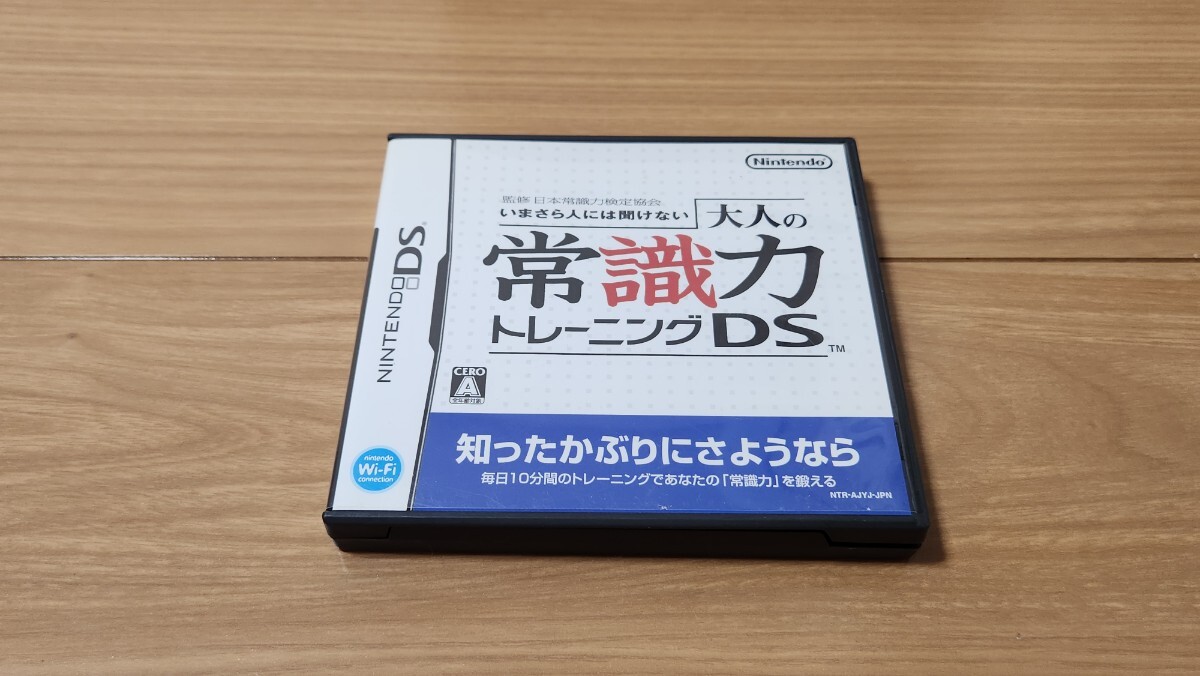 NINTENDO DS
nintendo
Wi-Fi
connection
Nintendo
監修 日本常識力検定協会
いまさら人には聞けない
大人の
常識力
トレーニングDS™
CERO
A
全年齢対象
知ったかぶりにさようなら
毎日10分間のトレーニングであなたの「常識力」を鍛える
NTR-AJYJ-JPN